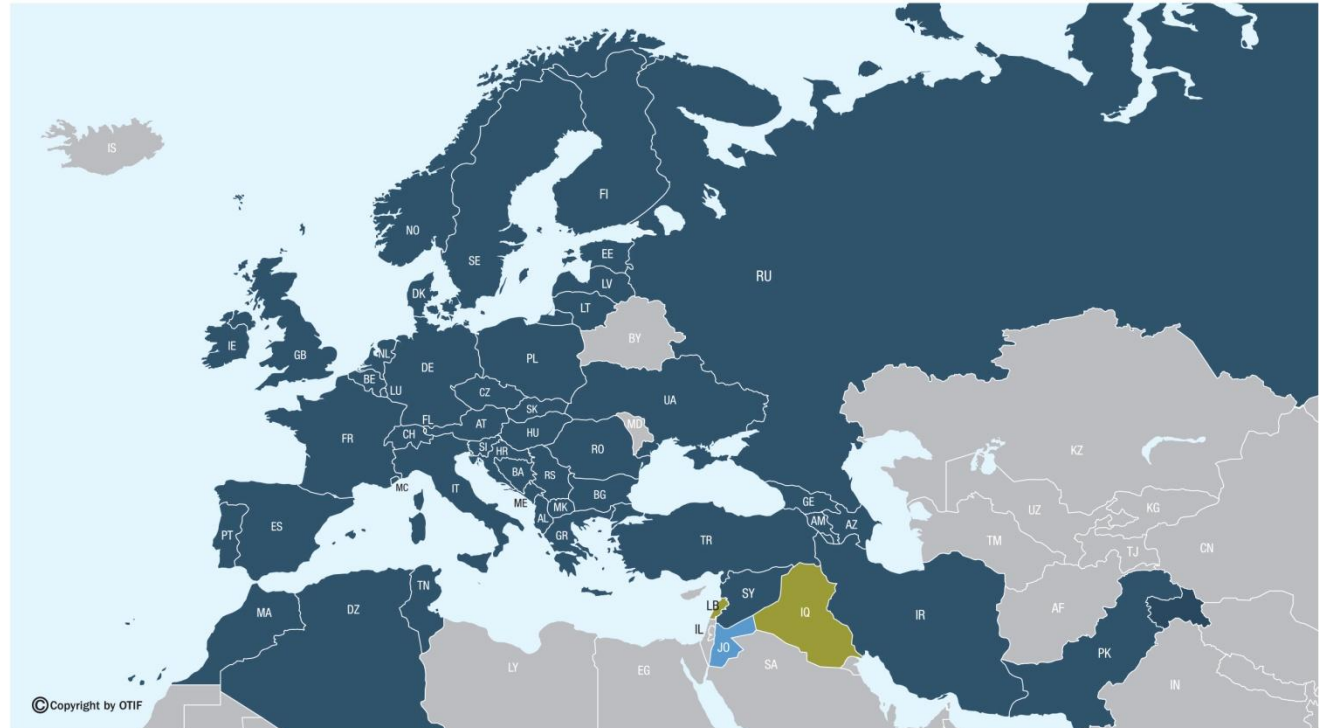 IS
NO
SE
FI
RU
EE
LV
LT
DK
IE
GB
NL
BE
LU
DE
PL
BY
CZ
SK
UA
MD
FL
AT
CH
HU
RO
FR
SI
HR
BA
RS
MC
IT
ME
MK
BG
AL
GR
PT
ES
TR
GE
AM
AZ
KZ
UZ
KG
TM
TJ
CN
MA
DZ
TN
SY
LB
IL
JO
IQ
IR
AF
PK
LY
EG
SA
IN
©Copyright by OTIF